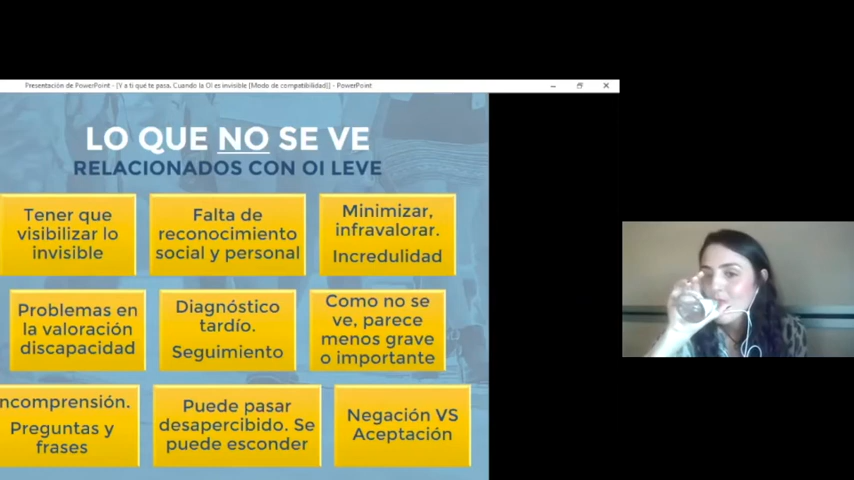 Presentación de PowerPoint - [Y a ti qué te pasa. Cuando la OI es invisible [Modo de compatibilidad]] - PowerPoint
LO QUE NO SE VE
RELACIONADOS CON OI LEVE
Tener que
visibilizar lo
invisible
Falta de
reconocimiento
social y personal
Minimizar,
infravalorar.
Incredulidad
Problemas en
la valoración
discapacidad
Diagnóstico
tardío.
Seguimiento
Como no se
ve, parece
menos grave
o importante
ncomprensión.
Preguntas y
frases
Puede pasar
desapercibido. Se
puede esconder
Negación VS
Aceptación